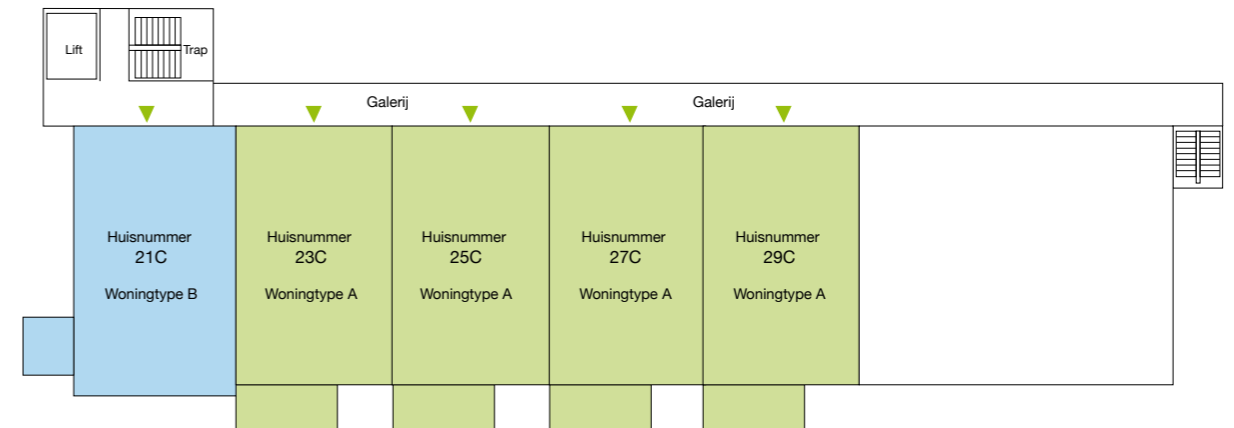 Lift
Trap
Galerij
Galerij
Huisnummer
21C
Woningtype B
Huisnummer
23C
Woningtype A
Huisnummer
25C
Woningtype A
Huisnummer
27C
Woningtype A
Huisnummer
29C
Woningtype A